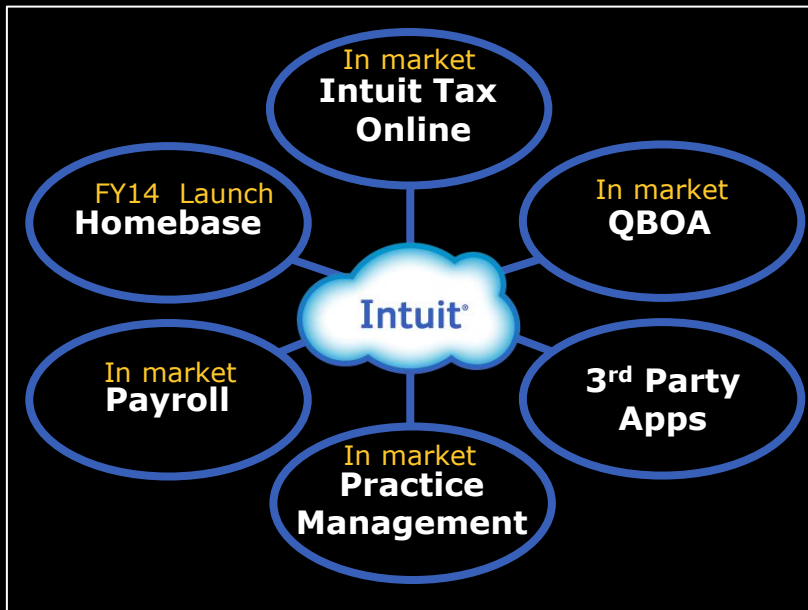 In market
Intuit Tax
Online
FY14 Launch
Homebase
In market
QBOA
Intuit®
In market
Payroll
3rd Party
Apps
In market
Practice
Management